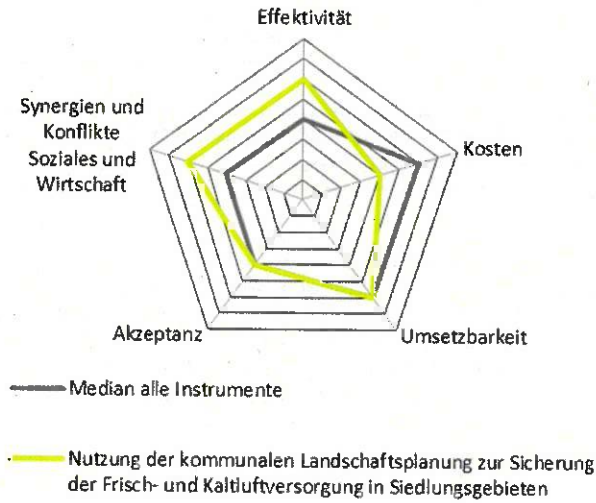 Effektivität
Synergien und
Konflikte
Soziales und
Wirtschaft
Kosten
Akzeptanz
Umsetzbarkeit
Median alle Instrumente
Nutzung der kommunalen Landschaftsplanung zur Sicherung
der Frisch- und Kaltluftversorgung in Siedlungsgebieten